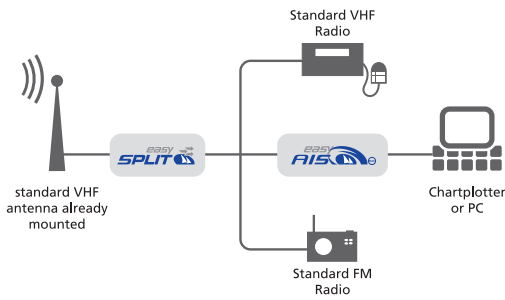 Standard VHF
Radio
easy
SPLIT
easy
AIS
standard VHF
antenna already
mounted
Chartplotter
or PC
Standard FM
Radio